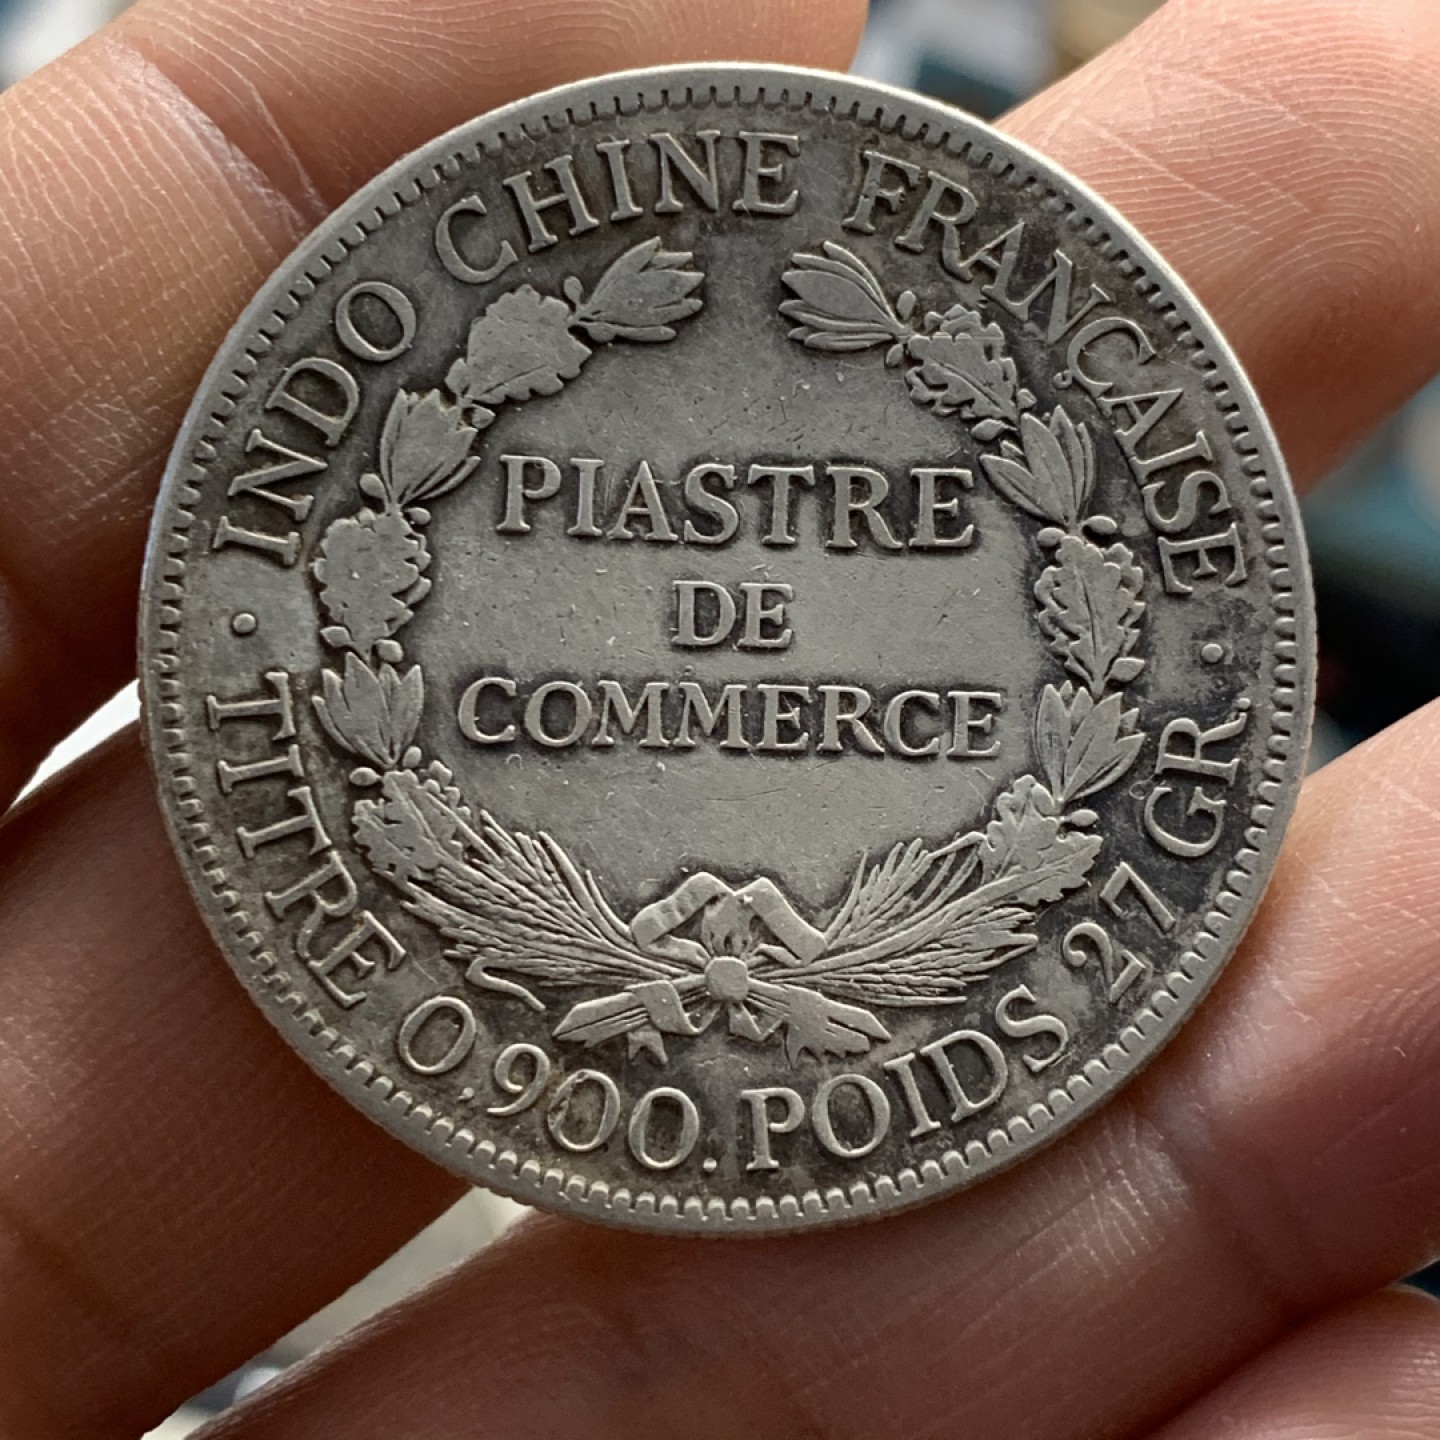 INDO CHINE FRANÇAISE
PIASTRE
DE
COMMERCE
· TITRE 0,900. POIDS 27 GR. ·